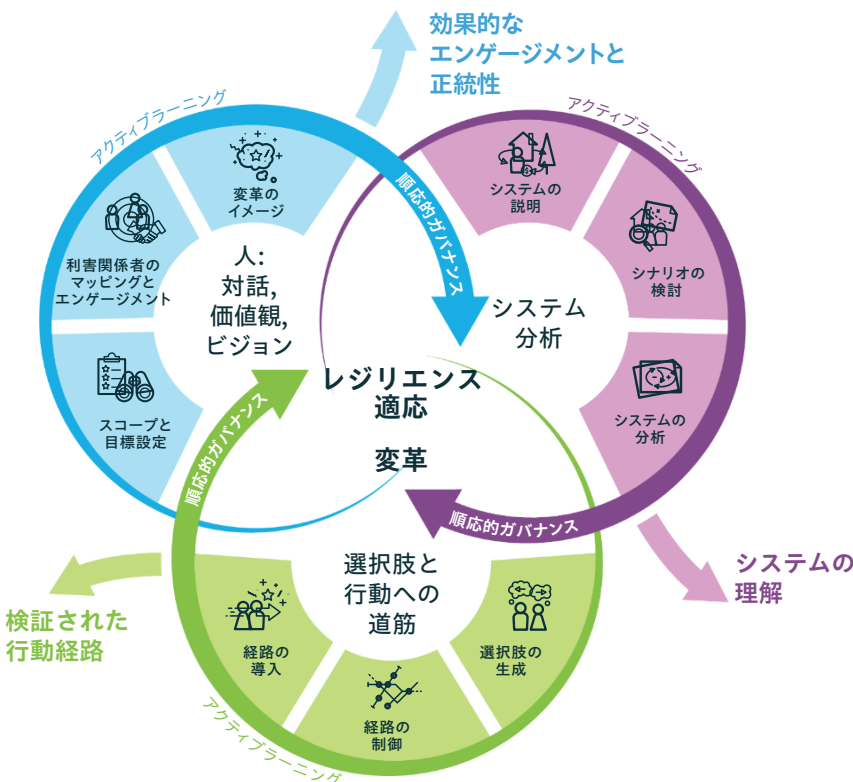 効果的な
エンゲージメントと
正統性
アクティブラーニング
変革の
イメージ
利害関係者の
マッピングと
エンゲージメント
スコープと
目標設定
人:
対話,
価値観,
ビジョン
順応的ガバナンス
アクティブラーニング
システムの
説明
シナリオの
検討
システムの
分析
システム
分析
順応的ガバナンス
システムの
理解
レジリエンス
適応
変革
順応的ガバナンス
選択肢と
行動への
道筋
選択肢の
生成
経路の
制御
経路の
導入
アクティブラーニング
検証された
行動経路